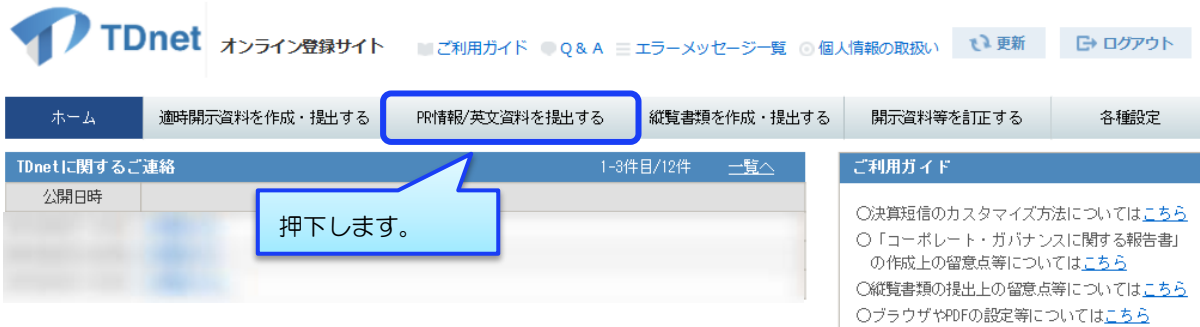 TDnet オンライン登録サイト ご利用ガイド Q & A エラーメッセージ一覧 個人情報の取扱い 更新 ログアウト
ホーム 適時開示資料を作成・提出する PR情報/英文資料を提出する 縦覧書類を作成・提出する 開示資料等を訂正する 各種設定
TDnetに関するご連絡 1-3件目/12件 一覧へ
公開日時
押下します。
ご利用ガイド
○決算短信のカスタマイズ方法についてはこちら
○「コーポレート・ガバナンスに関する報告書」
の作成上の留意点等についてはこちら
○縦覧書類の提出上の留意点等についてはこちら
○ブラウザやPDFの設定等についてはこちら